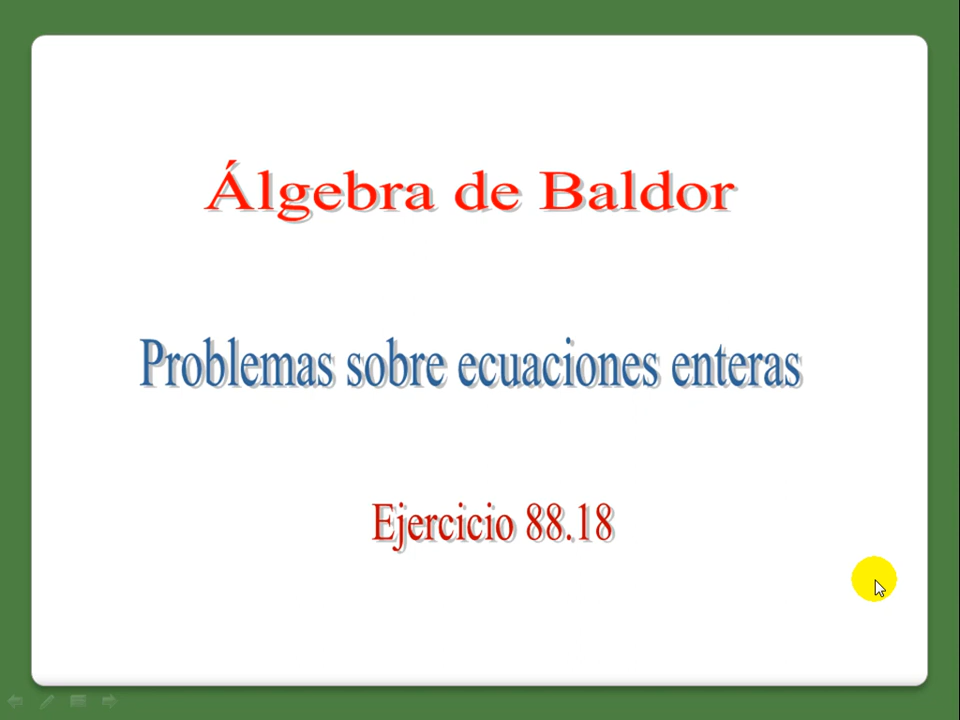 Álgebra de Baldor
Problemas sobre ecuaciones enteras
Ejercicio 88.18